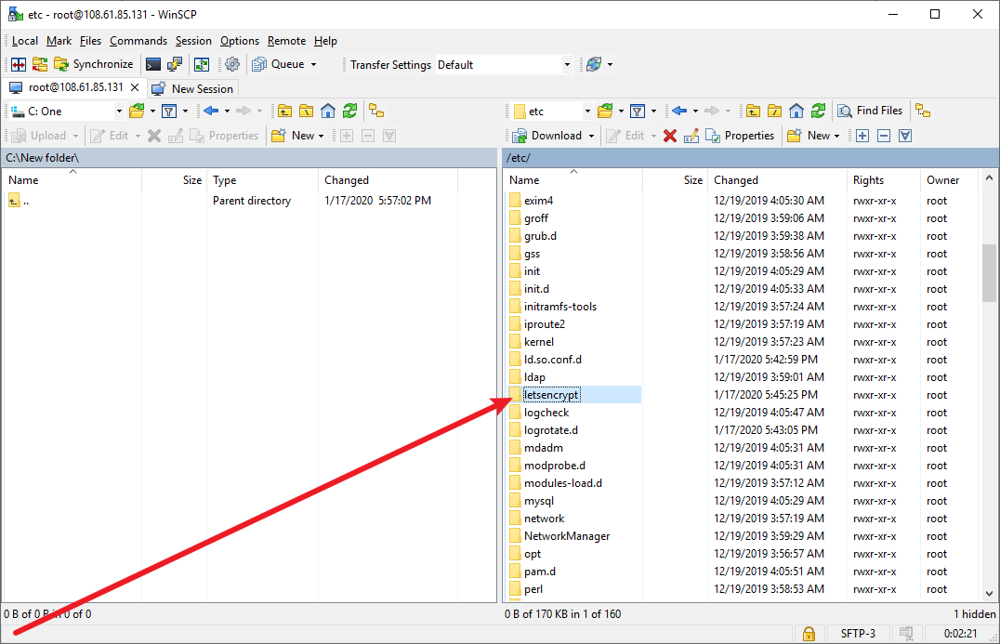 etc - root@108.61.85.131 - WinSCP
Local Mark Files Commands Session Options Remote Help
Synchronize Queue Transfer Settings Default
root@108.61.85.131 New Session
C: One etc Find Files
Upload Edit Properties New Download Edit Properties New
C:\New folder\ /etc/
Name Size Type Changed Name Size Changed Rights Owner
.. Parent directory 1/17/2020 5:57:02 PM exim4 12/19/2019 4:05:30 AM rwxr-xr-x root
groff 12/19/2019 3:59:06 AM rwxr-xr-x root
grub.d 12/19/2019 3:59:38 AM rwxr-xr-x root
gss 12/19/2019 3:58:56 AM rwxr-xr-x root
init 12/19/2019 4:05:29 AM rwxr-xr-x root
init.d 12/19/2019 4:05:33 AM rwxr-xr-x root
initramfs-tools 12/19/2019 3:57:24 AM rwxr-xr-x root
iproute2 12/19/2019 3:57:19 AM rwxr-xr-x root
kernel 12/19/2019 3:57:23 AM rwxr-xr-x root
ld.so.conf.d 1/17/2020 5:42:59 PM rwxr-xr-x root
ldap 12/19/2019 3:59:01 AM rwxr-xr-x root
letsencrypt 1/17/2020 5:45:25 PM rwxr-xr-x root
logcheck 12/19/2019 4:05:47 AM rwxr-xr-x root
logrotate.d 1/17/2020 5:43:05 PM rwxr-xr-x root
mdadm 12/19/2019 4:05:31 AM rwxr-xr-x root
modprobe.d 12/19/2019 4:05:31 AM rwxr-xr-x root
modules-load.d 12/19/2019 3:57:12 AM rwxr-xr-x root
mysql 12/19/2019 4:05:29 AM rwxr-xr-x root
network 12/19/2019 3:57:19 AM rwxr-xr-x root
NetworkManager 12/19/2019 3:59:29 AM rwxr-xr-x root
opt 12/19/2019 3:56:57 AM rwxr-xr-x root
pam.d 12/19/2019 4:05:51 AM rwxr-xr-x root
perl 12/19/2019 3:58:53 AM rwxr-xr-x root
0 B of 0 B in 0 of 0 0 B of 170 KB in 1 of 160 1 hidden
SFTP-3 0:02:21